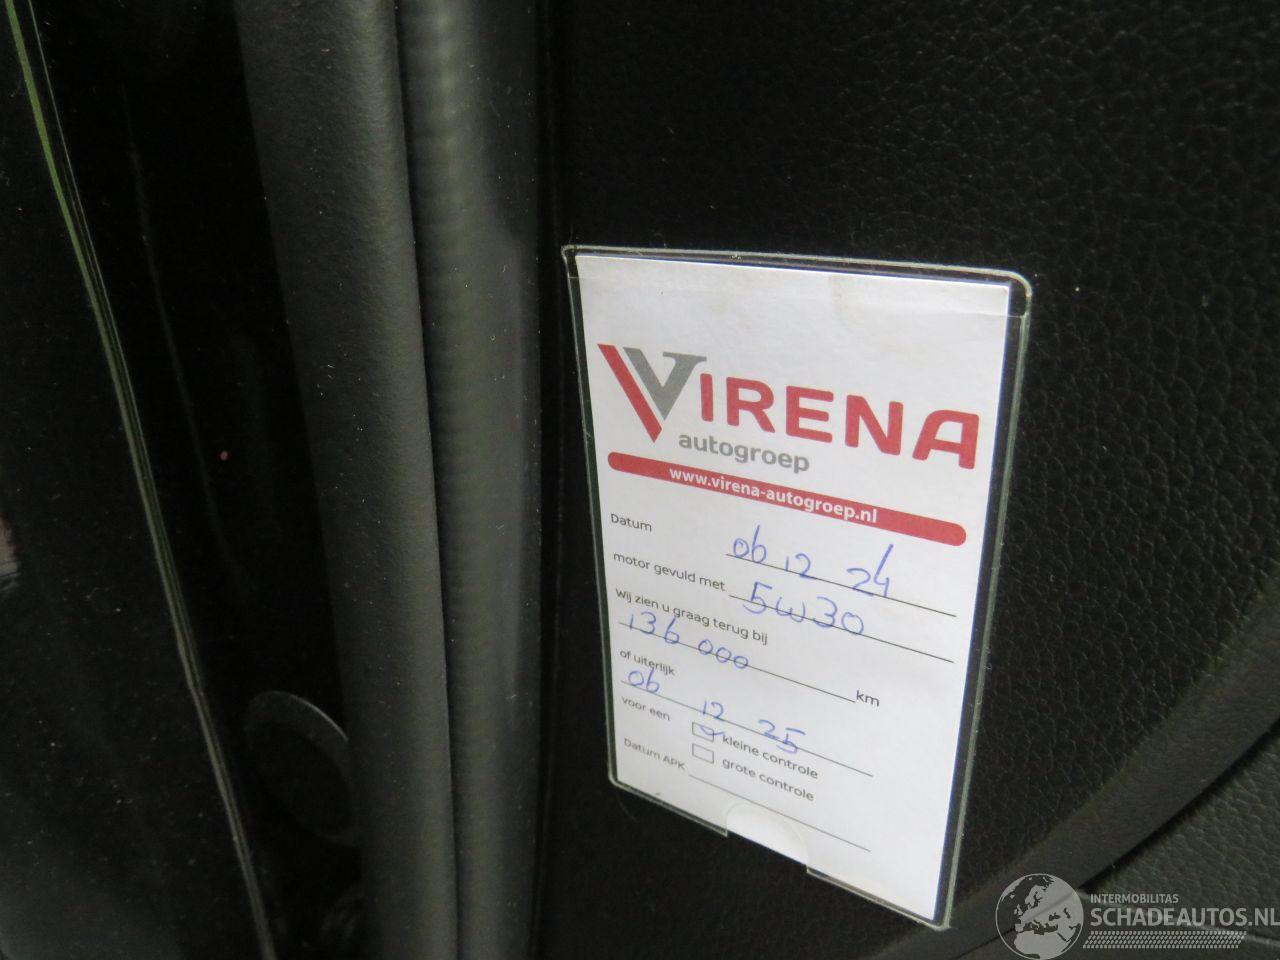 VIRENA
autogroep
www.virena-autogroep.nl
Datum 06 12 24
motor gevuld met 5W30
Wij zien u graag terug bij
136 000 km
of uiterlijk
06 12 25
voor een kleine controle
grote controle
Datum APK
INTERMOBILITAS
SCHADEAUTOS.NL